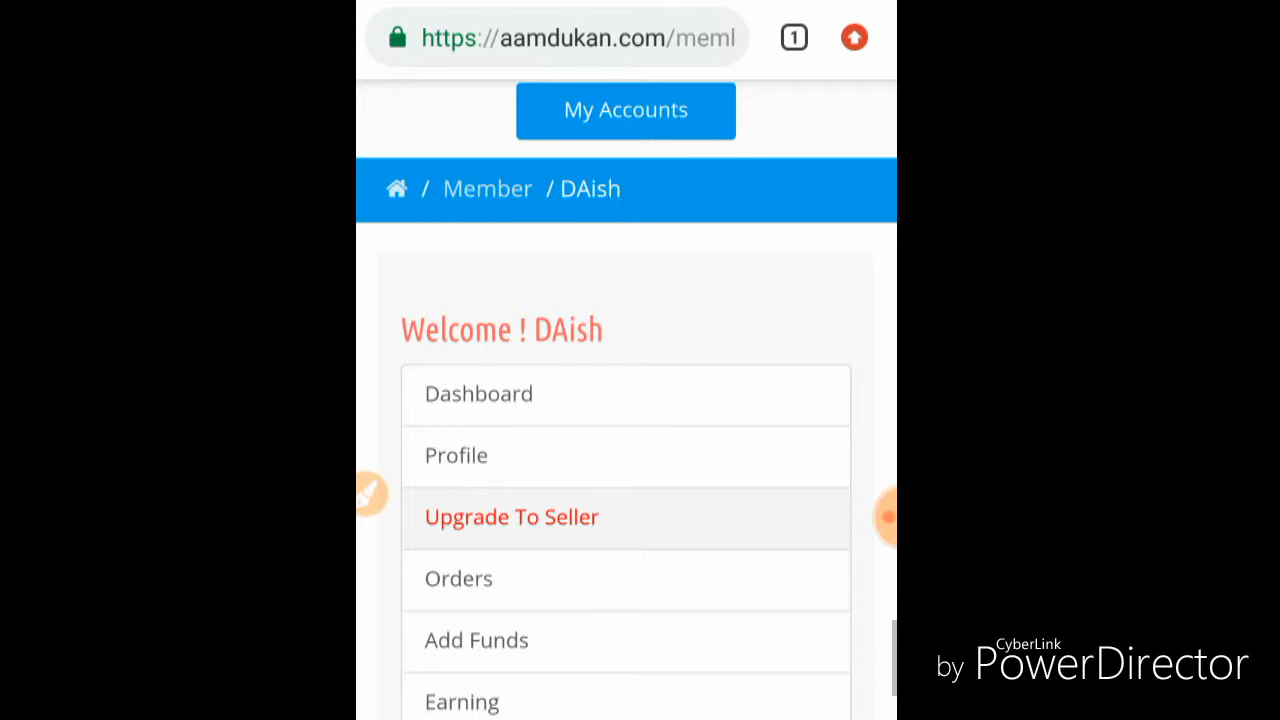 https://aamdukan.com/meml
1
My Accounts
/ Member / DAish
Welcome ! DAish
Dashboard
Profile
Upgrade To Seller
Orders
Add Funds
Earning
CyberLink
by PowerDirector